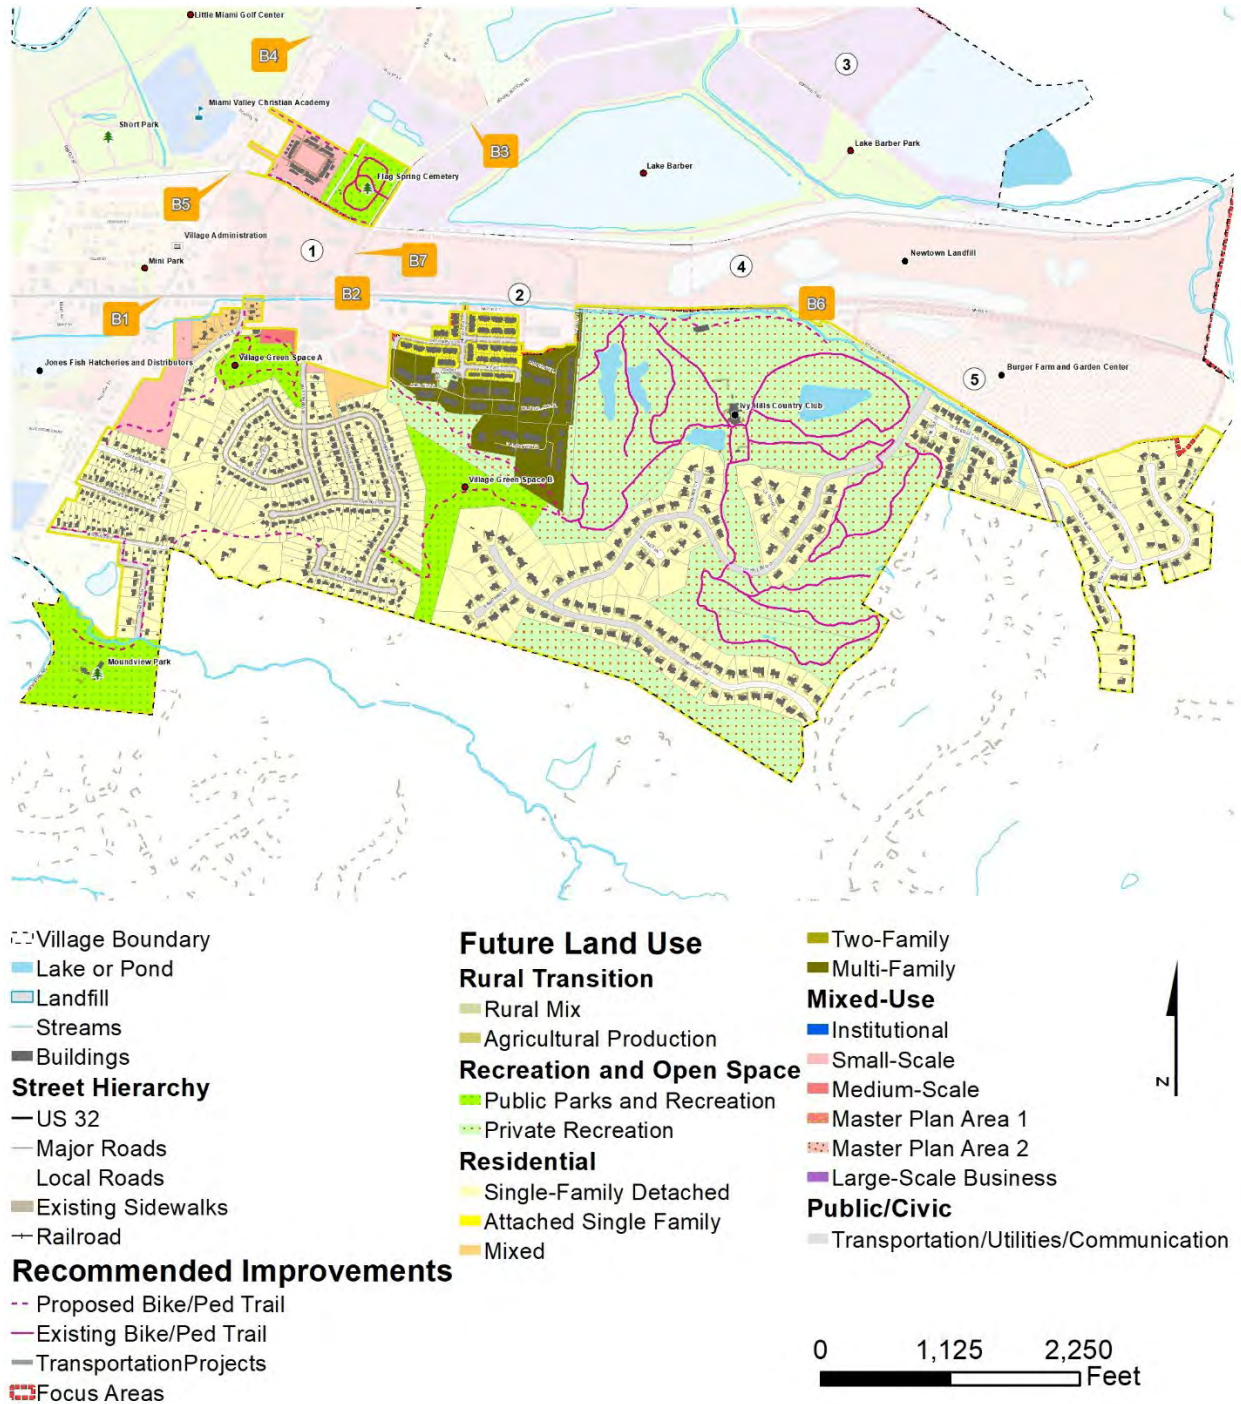 Little Miami Golf Center
B4
3
Miami Valley Christian Academy
Short Park
B3
Lake Barber Park
Lake Barber
Flag Spring Cemetery
B5
Village Administration
1
B7
Newtown Landfill
Mini Park
4
B2
2
B6
B1
Jones Fish Hatcheries and Distributors
Village Green Space A
5
Burger Farm and Garden Center
Ivy Hills Country Club
Village Green Space B
Moundview Park
Village Boundary
Lake or Pond
Landfill
Streams
Buildings
Street Hierarchy
US 32
Major Roads
Local Roads
Existing Sidewalks
Railroad
Recommended Improvements
Proposed Bike/Ped Trail
Existing Bike/Ped Trail
TransportationProjects
Focus Areas
Future Land Use
Rural Transition
Rural Mix
Agricultural Production
Recreation and Open Space
Public Parks and Recreation
Private Recreation
Residential
Single-Family Detached
Attached Single Family
Mixed
Two-Family
Multi-Family
Mixed-Use
Institutional
Small-Scale
Medium-Scale
Master Plan Area 1
Master Plan Area 2
Large-Scale Business
Public/Civic
Transportation/Utilities/Communication
N
0 1,125 2,250
Feet